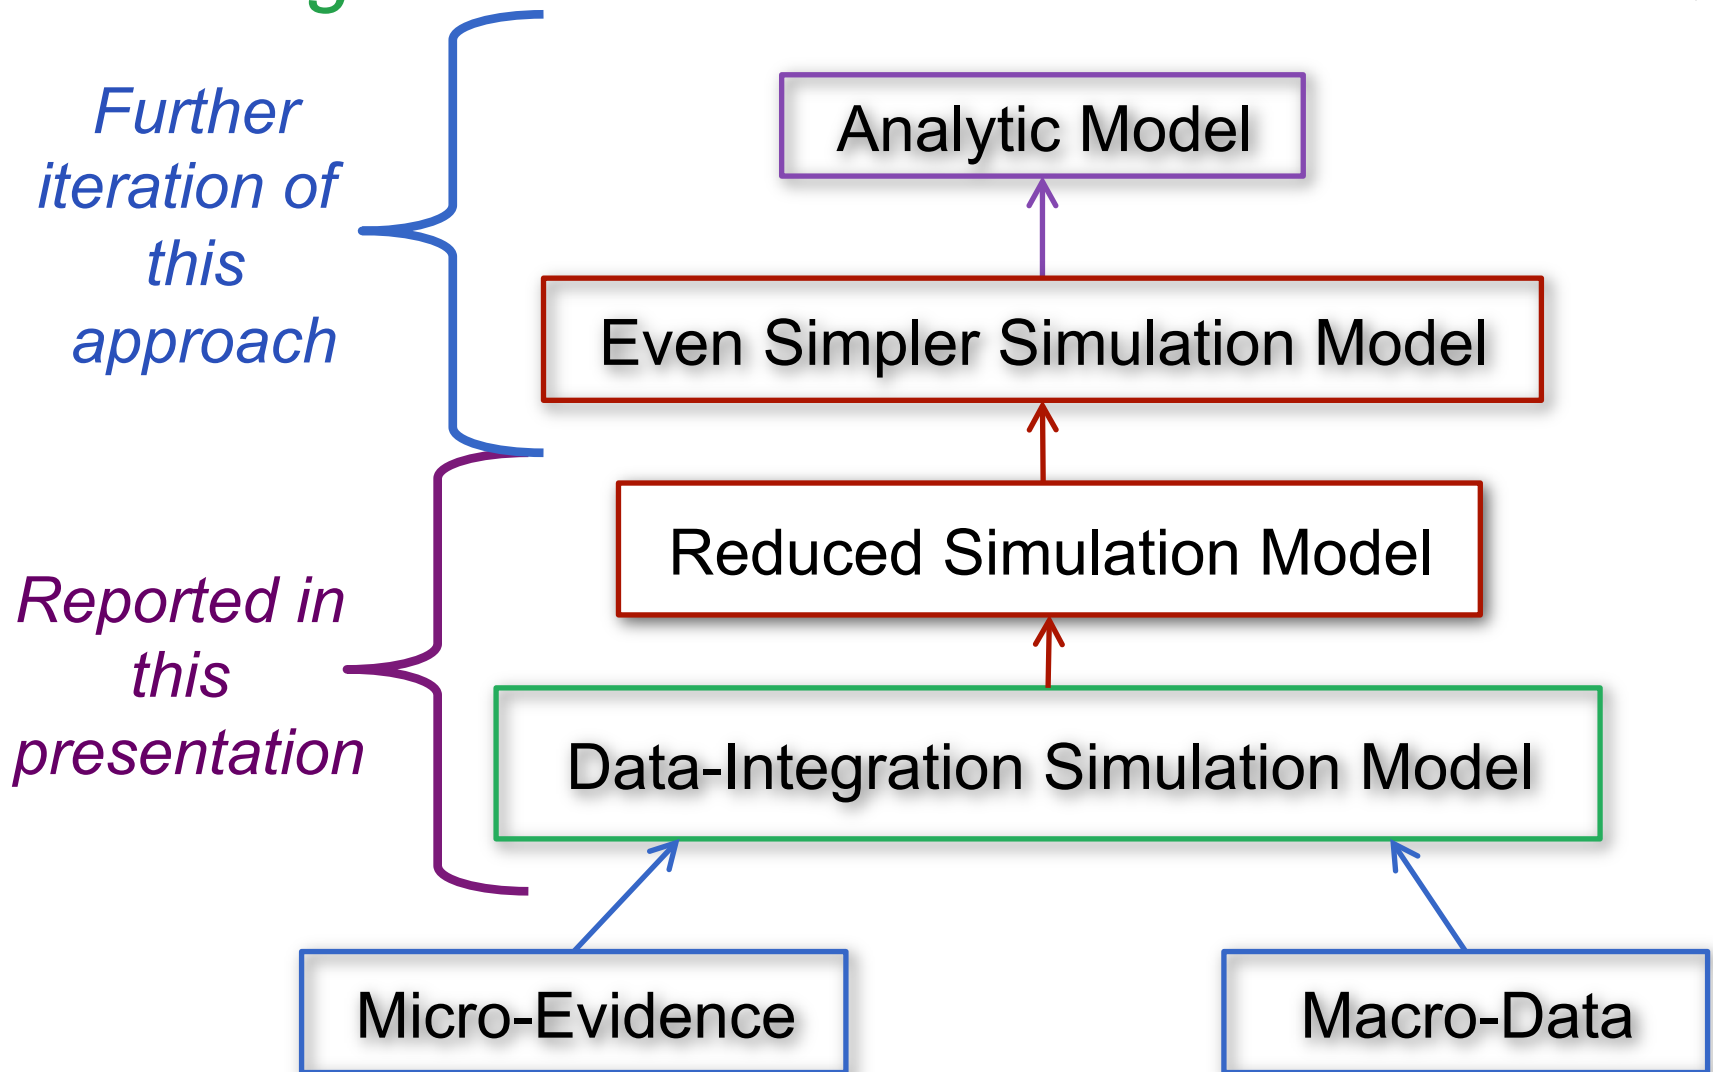 Further
iteration of
this
approach
Analytic Model
Even Simpler Simulation Model
Reduced Simulation Model
Reported in
this
presentation
Data-Integration Simulation Model
Micro-Evidence
Macro-Data